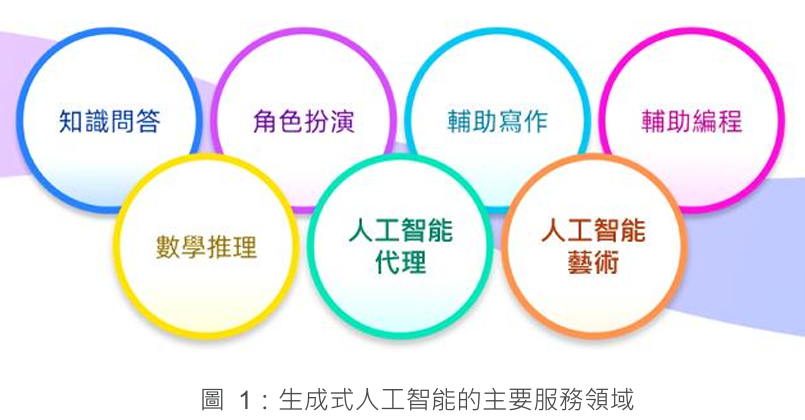 知識問答
角色扮演
輔助寫作
輔助編程
數學推理
人工智能
代理
人工智能
藝術
圖 1：生成式人工智能的主要服務領域